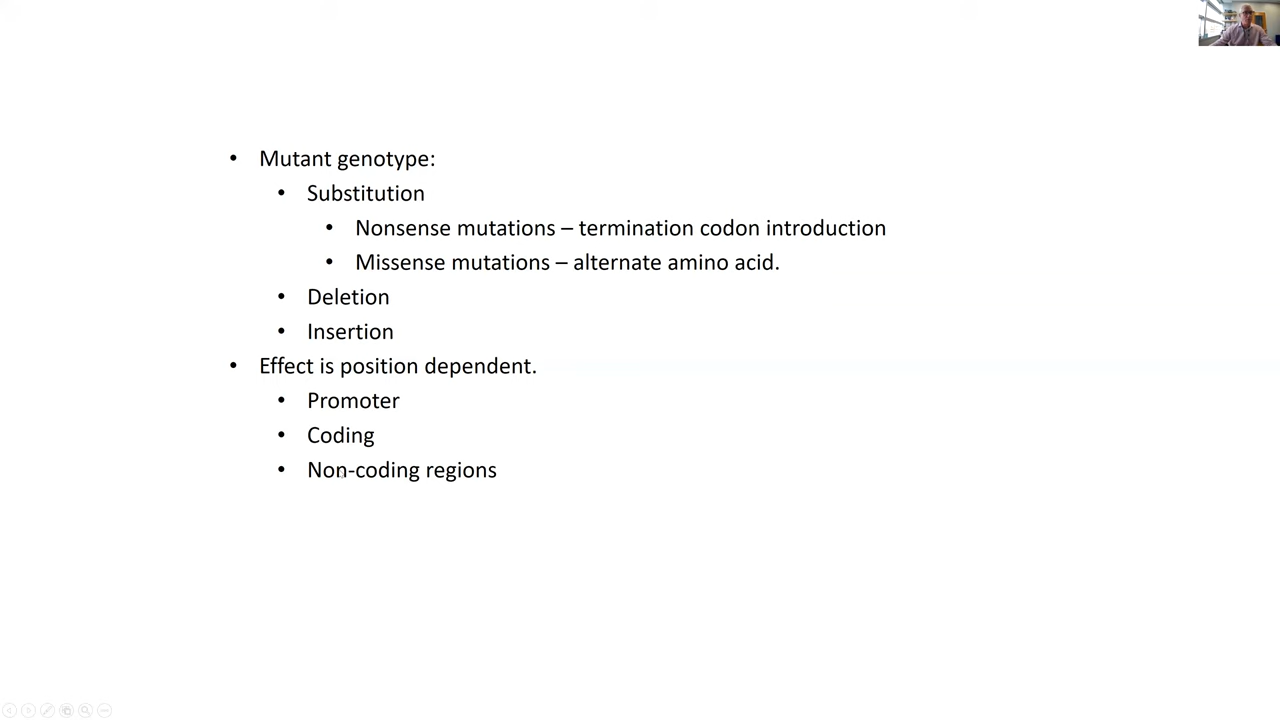 • Mutant genotype:
• Substitution
• Nonsense mutations – termination codon introduction
• Missense mutations – alternate amino acid.
• Deletion
• Insertion
• Effect is position dependent.
• Promoter
• Coding
• Non-coding regions